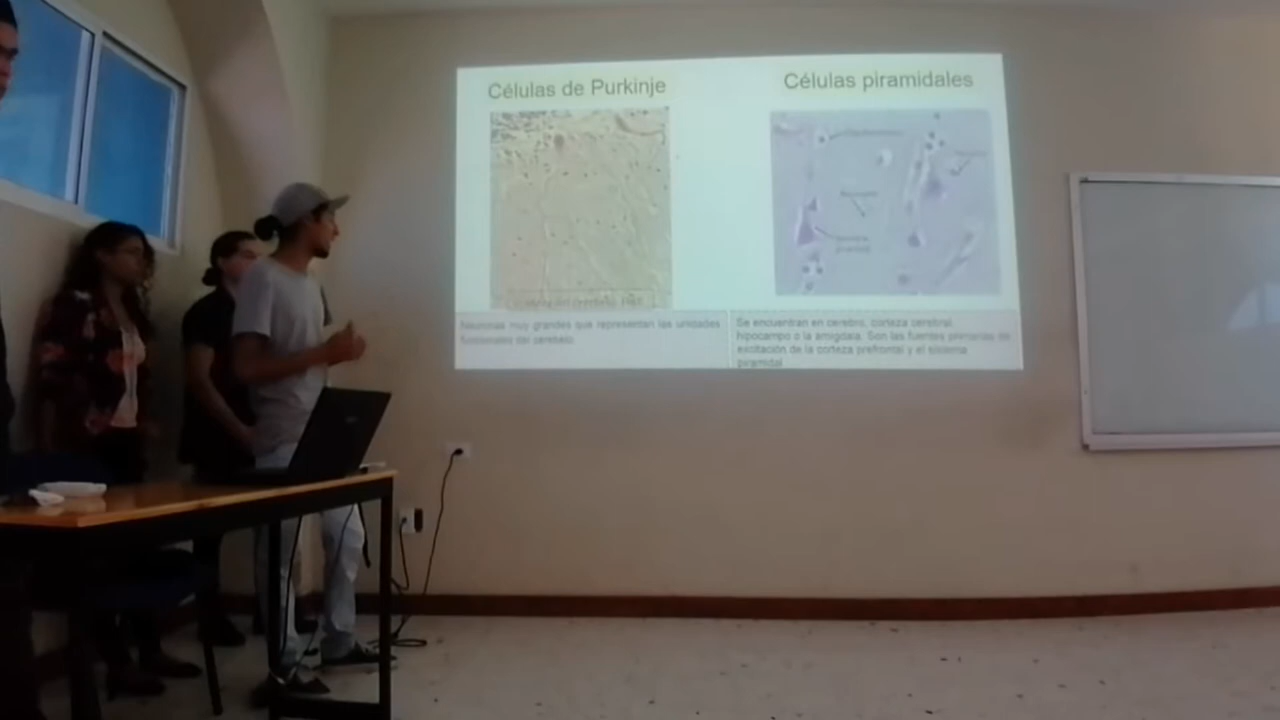 Células de Purkinje
Células piramidales
Neuronas muy grandes que representan las unidades
funcionales del cerebelo.
Se encuentran en cerebro, corteza cerebral,
hipocampo o la amígdala. Son las fuentes primarias de
excitación de la corteza prefrontal y el sistema
piramidal